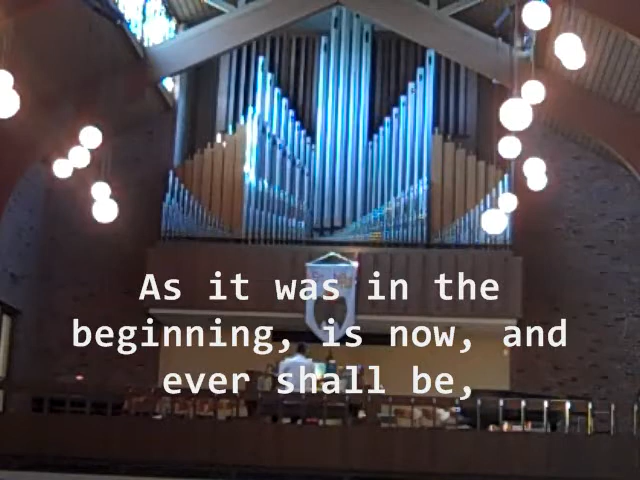 As it was in the
beginning, is now, and
ever shall be,